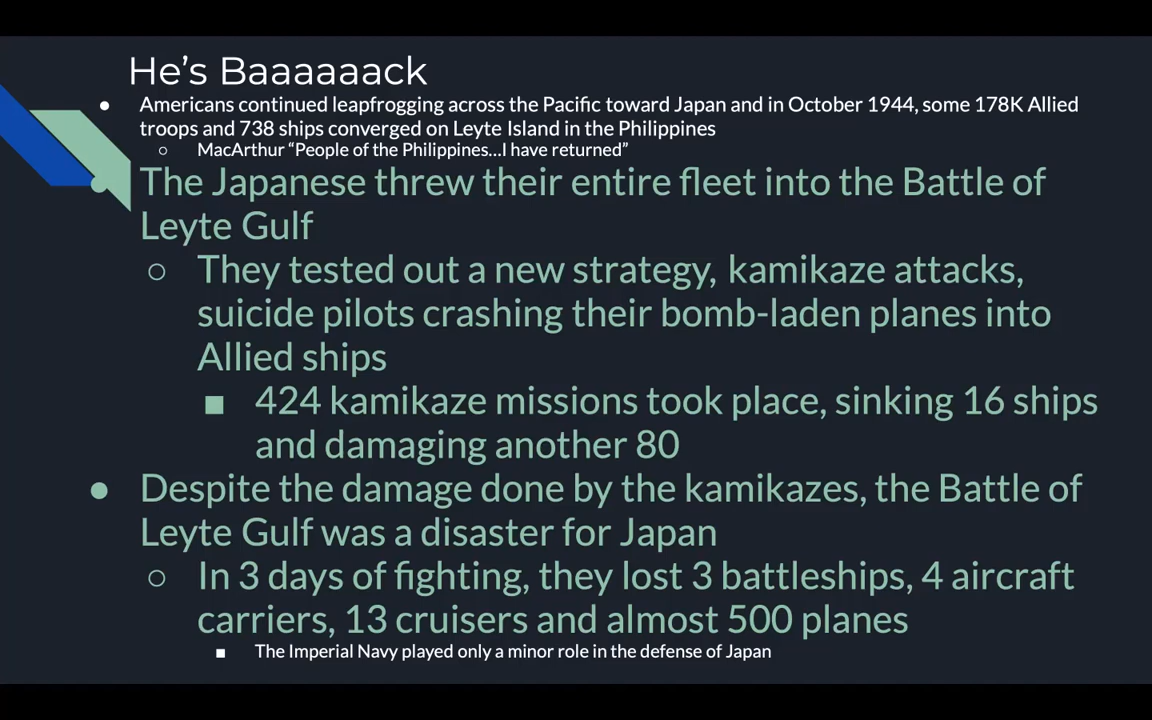 He's Baaaaaack
● Americans continued leapfrogging across the Pacific toward Japan and in October 1944, some 178K Allied
troops and 738 ships converged on Leyte Island in the Philippines
○ MacArthur “People of the Philippines...I have returned”
● The Japanese threw their entire fleet into the Battle of
Leyte Gulf
○ They tested out a new strategy, kamikaze attacks,
suicide pilots crashing their bomb-laden planes into
Allied ships
■ 424 kamikaze missions took place, sinking 16 ships
and damaging another 80
● Despite the damage done by the kamikazes, the Battle of
Leyte Gulf was a disaster for Japan
○ In 3 days of fighting, they lost 3 battleships, 4 aircraft
carriers, 13 cruisers and almost 500 planes
■ The Imperial Navy played only a minor role in the defense of Japan